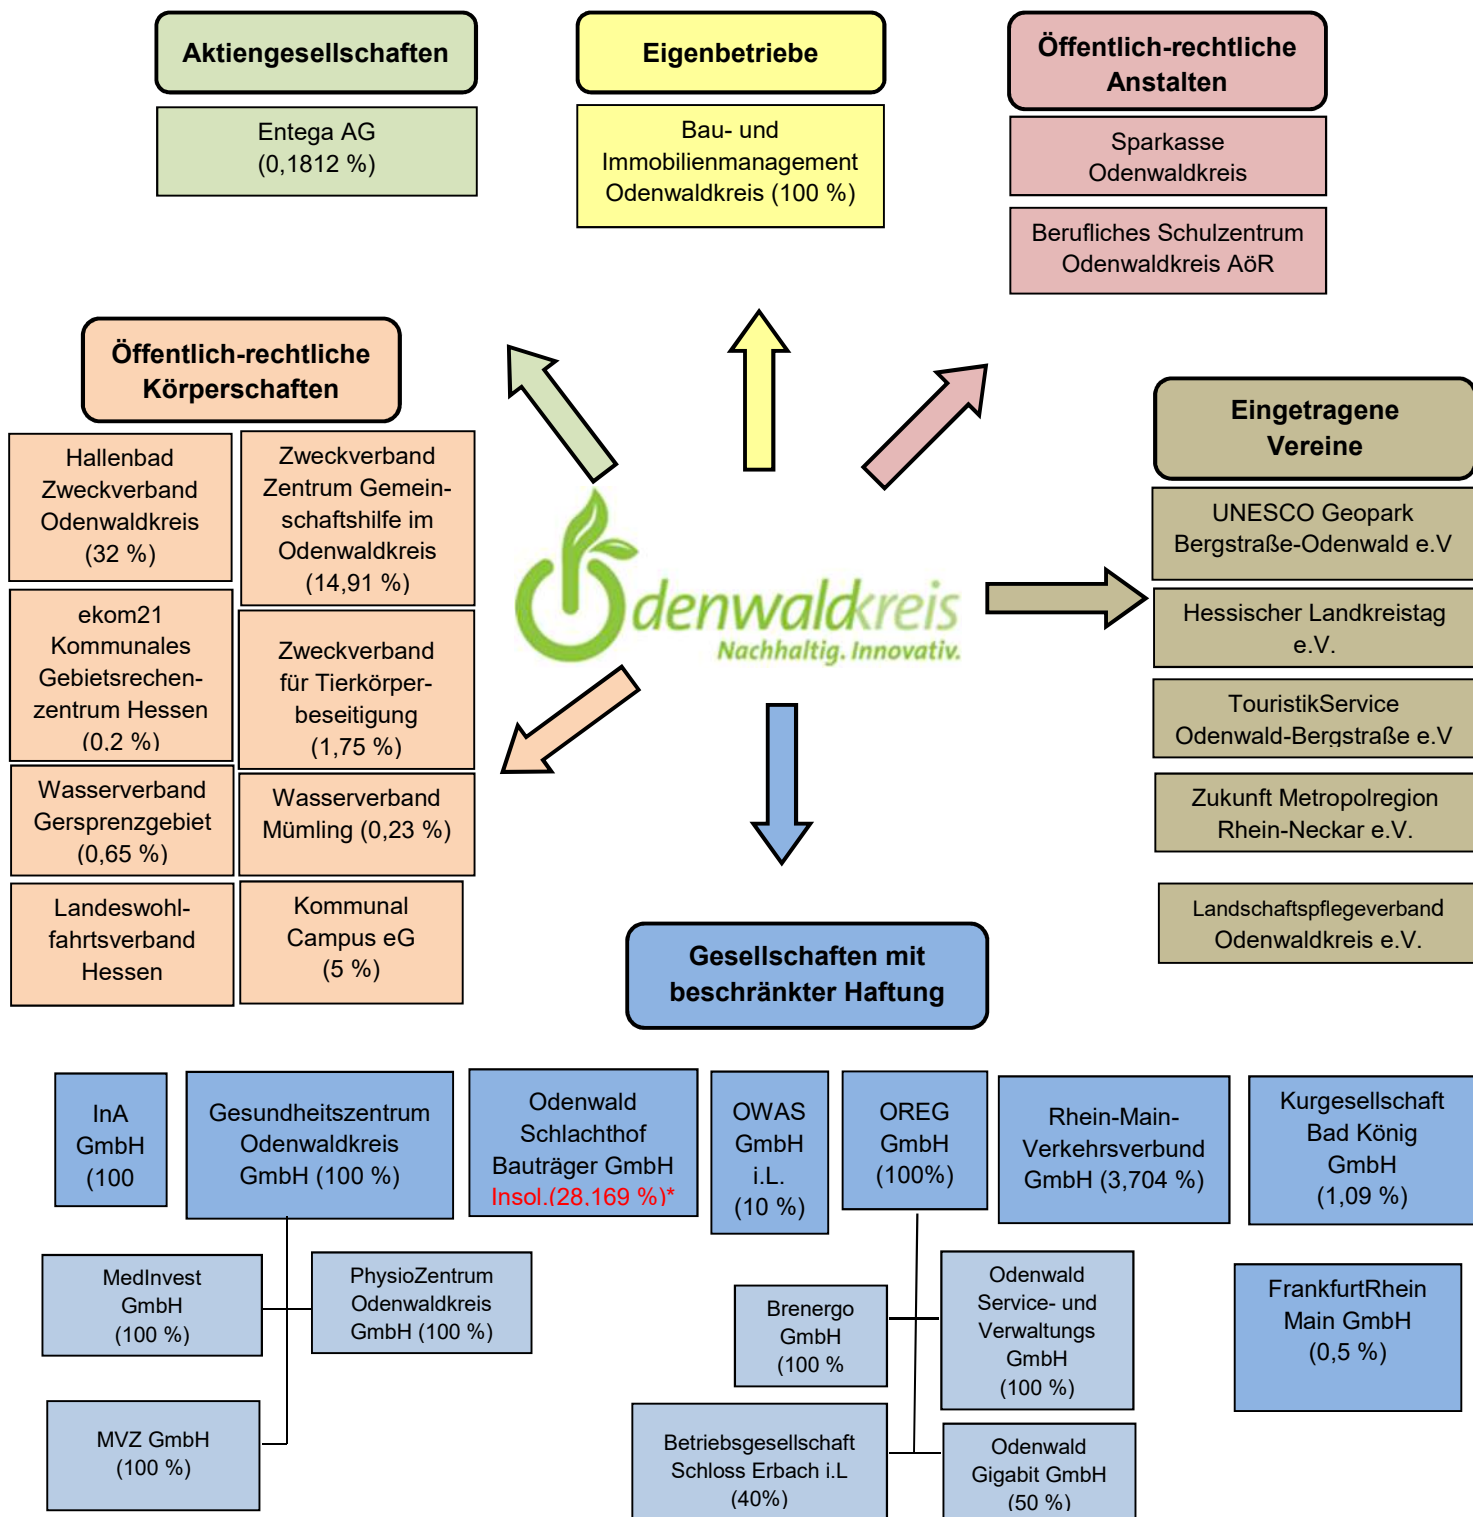 Aktiengesellschaften
Entega AG
(0,1812 %)
Eigenbetriebe
Bau- und
Immobilienmanagement
Odenwaldkreis (100 %)
Öffentlich-rechtliche
Anstalten
Sparkasse
Odenwaldkreis
Berufliches Schulzentrum
Odenwaldkreis AöR
Öffentlich-rechtliche
Körperschaften
Hallenbad
Zweckverband
Odenwaldkreis
(32 %)
Zweckverband
Zentrum Gemein-
schaftshilfe im
Odenwaldkreis
(14,91 %)
ekom21
Kommunales
Gebietsrechen-
zentrum Hessen
(0,2 %)
Zweckverband
für Tierkörper-
beseitigung
(1,75 %)
Wasserverband
Gersprenzgebiet
(0,65 %)
Wasserverband
Mümling (0,23 %)
Landeswohl-
fahrtsverband
Hessen
Kommunal
Campus eG
(5 %)
Odenwaldkreis
Nachhaltig. Innovativ.
Eingetragene
Vereine
UNESCO Geopark
Bergstraße-Odenwald e.V
Hessischer Landkreistag
e.V.
TouristikService
Odenwald-Bergstraße e.V
Zukunft Metropolregion
Rhein-Neckar e.V.
Landschaftspflegeverband
Odenwaldkreis e.V.
Gesellschaften mit
beschränkter Haftung
InA
GmbH
(100
Gesundheitszentrum
Odenwaldkreis
GmbH (100 %)
Odenwald
Schlachthof
Bauträger GmbH
Insol.(28,169 %)*
OWAS
GmbH
i.L.
(10 %)
OREG
GmbH
(100%)
Rhein-Main-
Verkehrsverbund
GmbH (3,704 %)
Kurgesellschaft
Bad König
GmbH
(1,09 %)
MedInvest
GmbH
(100 %)
PhysioZentrum
Odenwaldkreis
GmbH (100 %)
MVZ GmbH
(100 %)
Brenergo
GmbH
(100 %
Odenwald
Service- und
Verwaltungs
GmbH
(100 %)
FrankfurtRhein
Main GmbH
(0,5 %)
Betriebsgesellschaft
Schloss Erbach i.L
(40%)
Odenwald
Gigabit GmbH
(50 %)